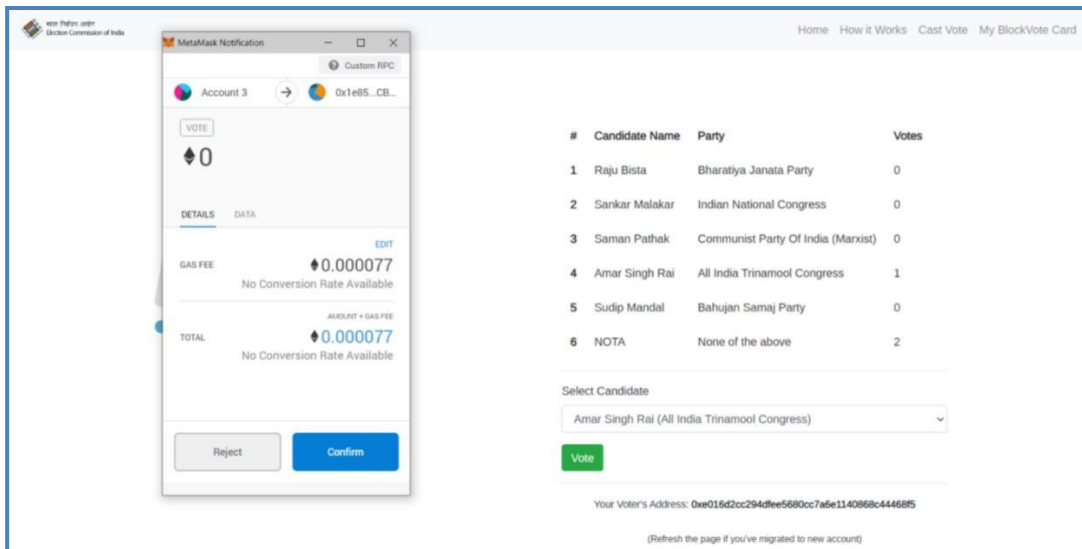 भारत निर्वाचन आयोग
Election Commission of India
Home How it Works Cast Vote My BlockVote Card
MetaMask Notification
Custom RPC
Account 3
0x1e85...CB...
VOTE
0
DETAILS DATA
EDIT
GAS FEE
0.000077
No Conversion Rate Available
AMOUNT + GAS FEE
TOTAL
0.000077
No Conversion Rate Available
Reject Confirm
# Candidate Name Party Votes
1 Raju Bista Bharatiya Janata Party 0
2 Sankar Malakar Indian National Congress 0
3 Saman Pathak Communist Party Of India (Marxist) 0
4 Amar Singh Rai All India Trinamool Congress 1
5 Sudip Mandal Bahujan Samaj Party 0
6 NOTA None of the above 2
Select Candidate
Amar Singh Rai (All India Trinamool Congress)
Vote
Your Voter's Address: 0xe016d2cc294dfee5680cc7a6e1140868c44468f5
(Refresh the page if you've migrated to new account)